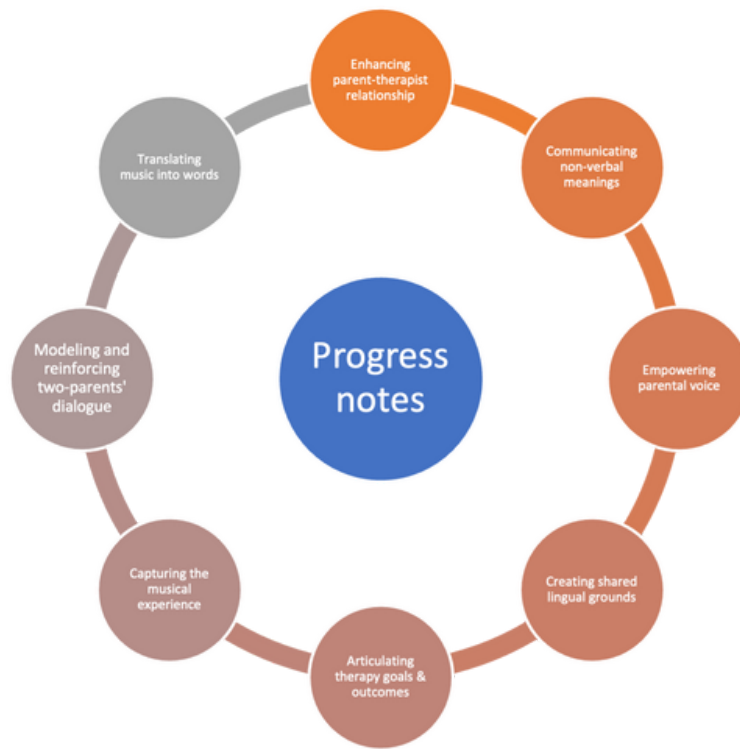 Enhancing
parent-therapist
relationship
Communicating
non-verbal
meanings
Empowering
parental voice
Creating shared
lingual grounds
Articulating
therapy goals &
outcomes
Capturing the
musical
experience
Modeling and
reinforcing
two-parents'
dialogue
Translating
music into words
Progress
notes